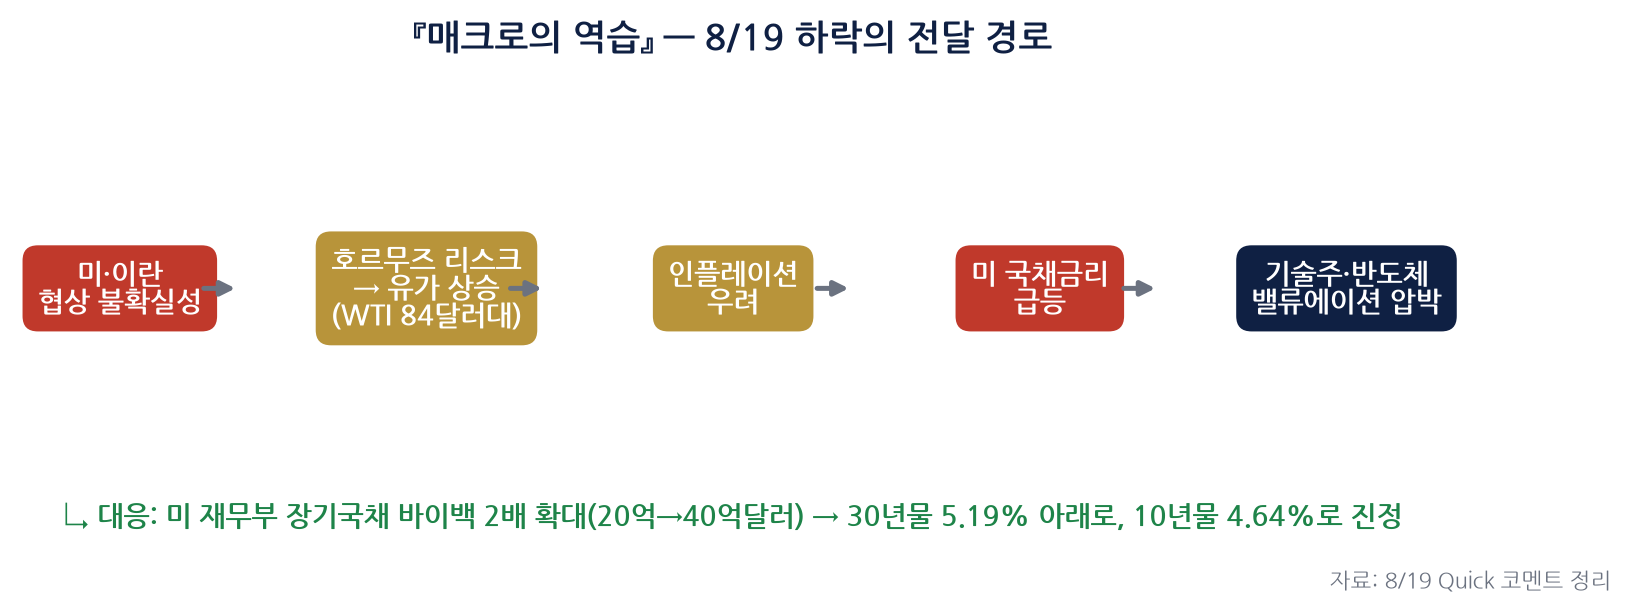 『매크로의 역습』 — 8/19 하락의 전달 경로
미·이란
협상 불확실성
호르무즈 리스크
→ 유가 상승
(WTI 84달러대)
인플레이션
우려
미 국채금리
급등
기술주·반도체
밸류에이션 압박
↳ 대응: 미 재무부 장기국채 바이백 2배 확대(20억→40억달러) → 30년물 5.19% 아래로, 10년물 4.64%로 진정
자료: 8/19 Quick 코멘트 정리